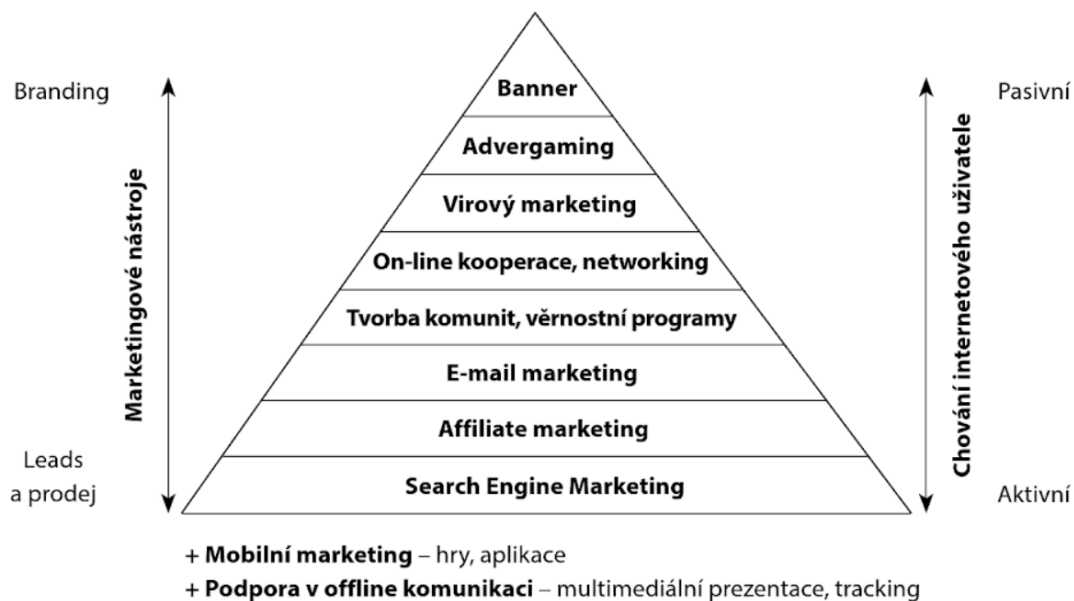 Branding
Pasivní
Marketingové nástroje
Chování internetového uživatele
Banner
Advergaming
Virový marketing
On-line kooperace, networking
Tvorba komunit, věrnostní programy
E-mail marketing
Affiliate marketing
Search Engine Marketing
Leads
a prodej
Aktivní
+ Mobilní marketing – hry, aplikace
+ Podpora v offline komunikaci – multimediální prezentace, tracking